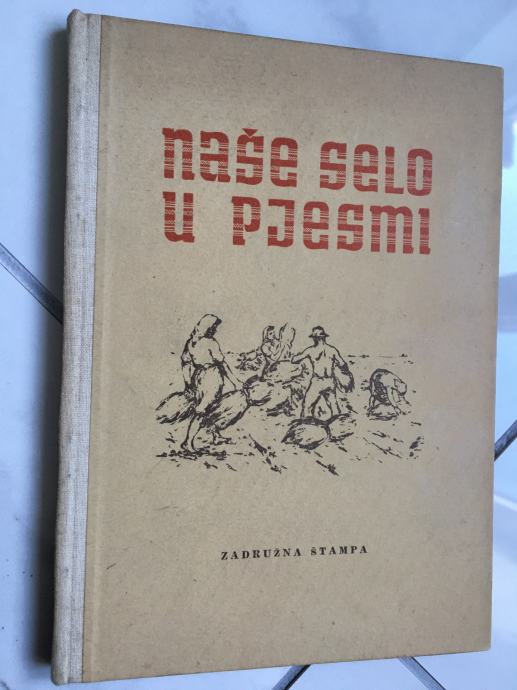 naše selo
u pjesmi
ZADRUŽNA ŠTAMPA